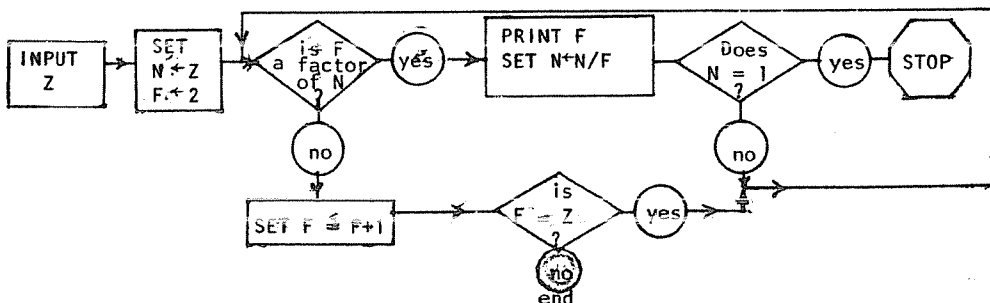 INPUT
Z
SET
N←Z
F←2
is F
a factor
of N
?
yes
PRINT F
SET N←N/F
Does
N = 1
?
yes
STOP
no
no
SET F = F+1
is
F Z
?
yes
no
end